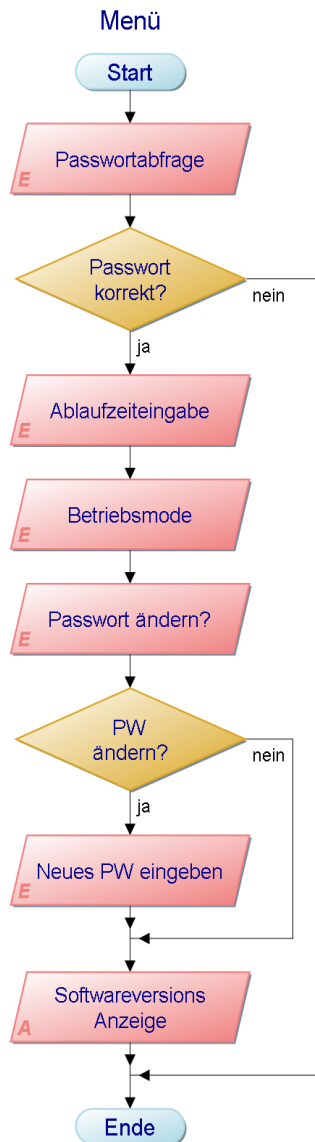 Menü
Start
Passwortabfrage
E
Passwort
korrekt?
nein
ja
Ablaufzeiteingabe
E
Betriebsmode
E
Passwort ändern?
E
PW
ändern?
nein
ja
Neues PW eingeben
E
Softwareversions
Anzeige
A
Ende